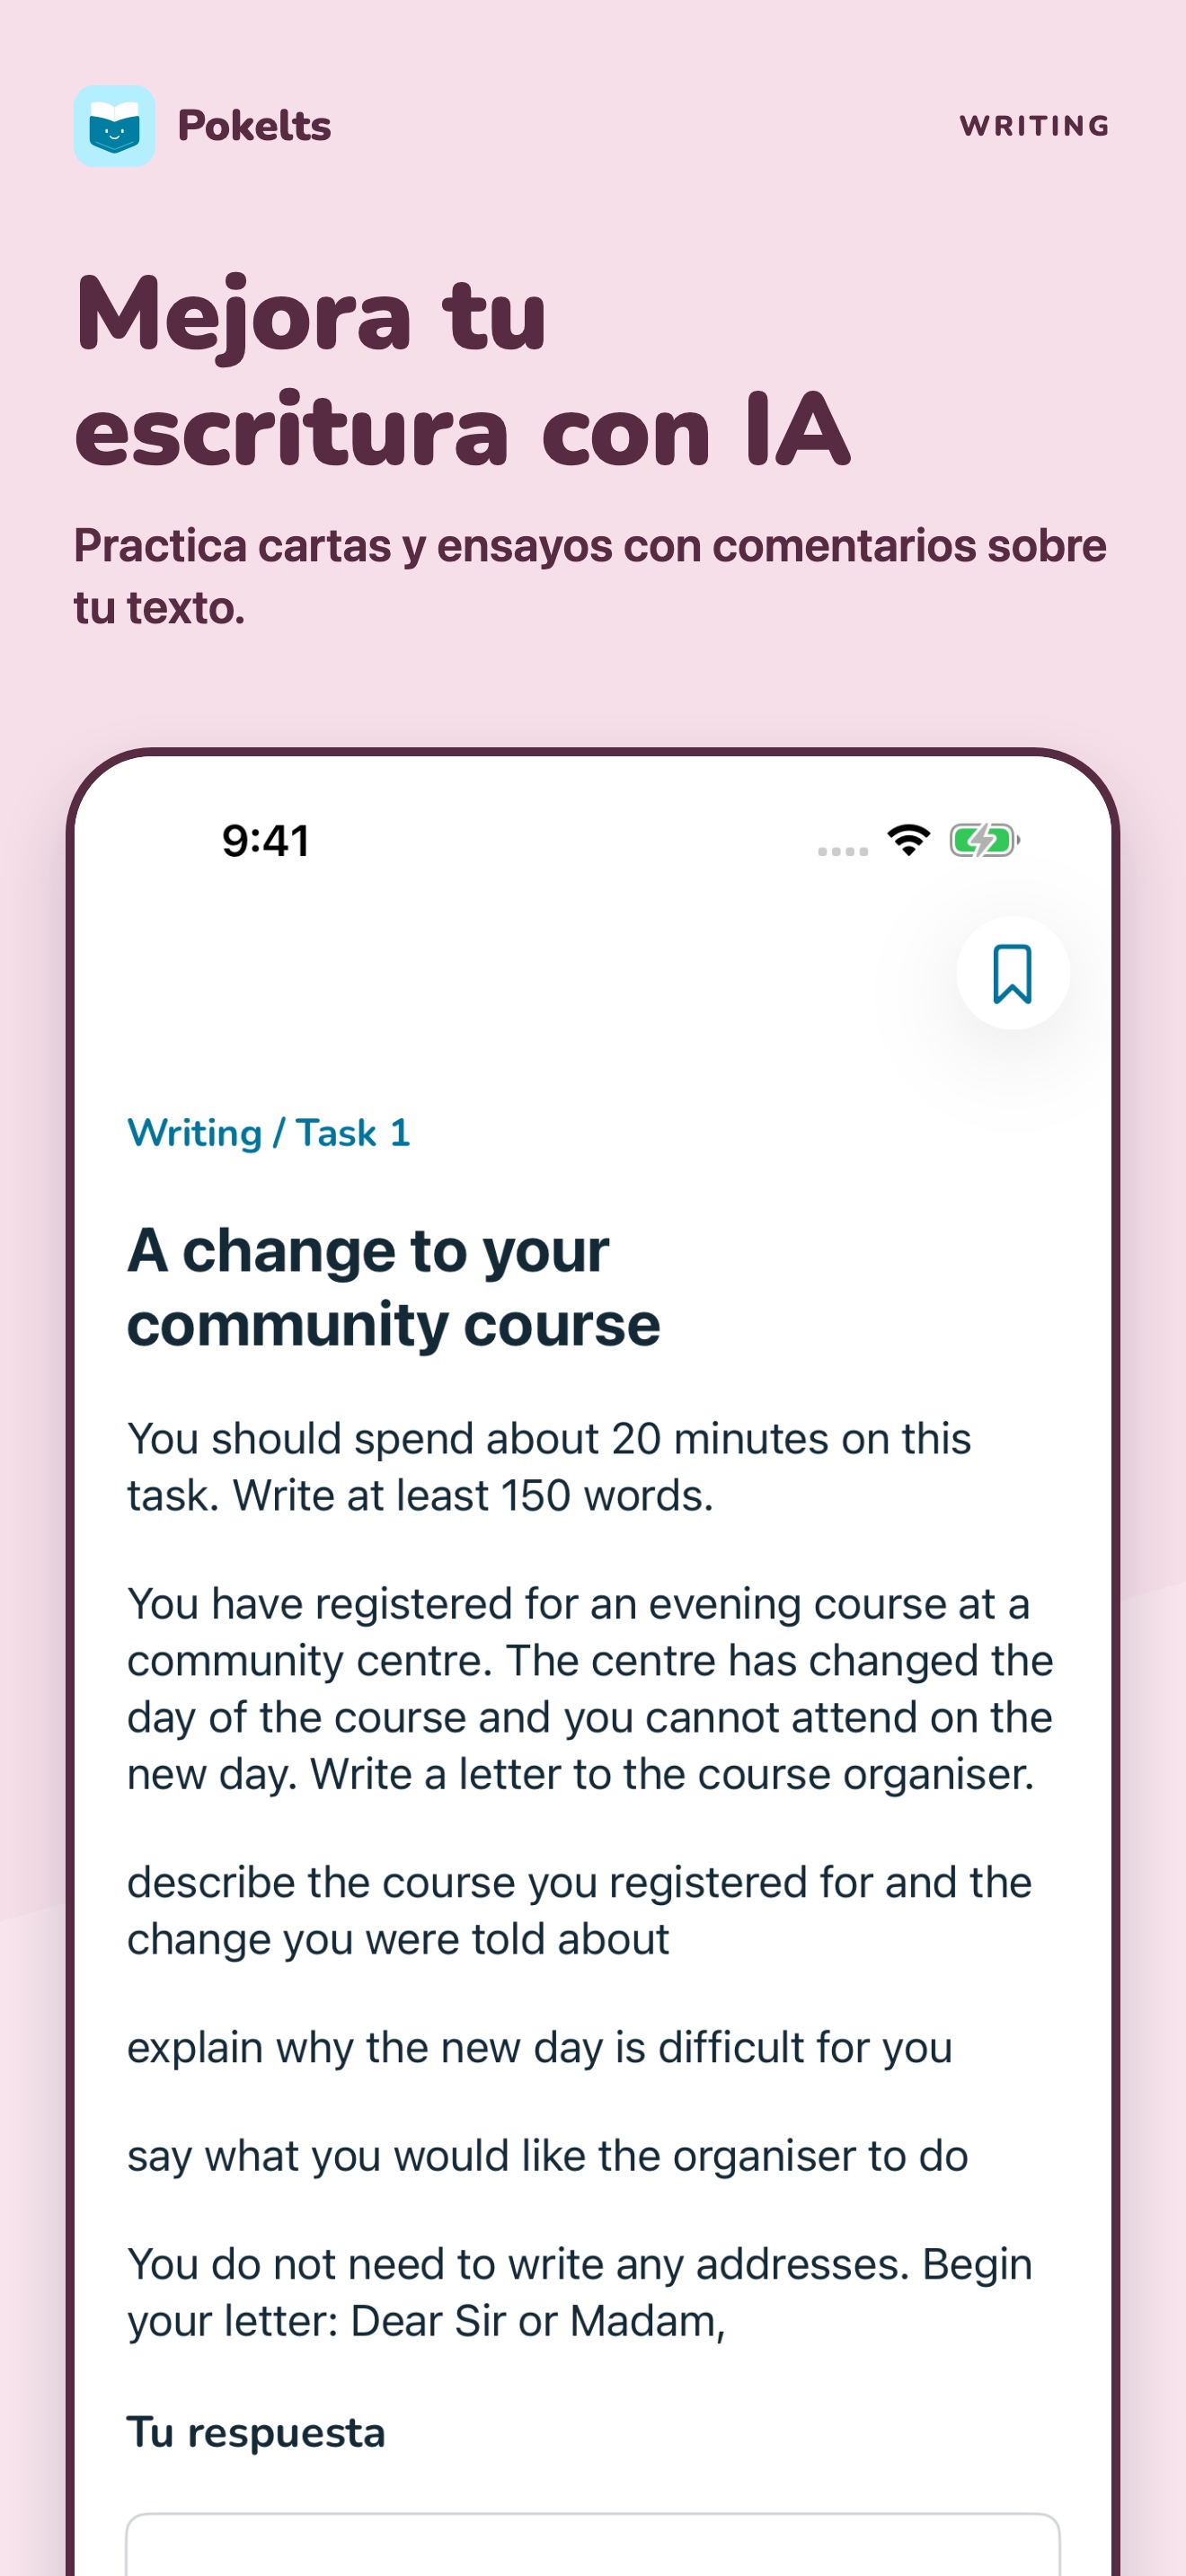 Pokelts
WRITING
Mejora tu
escritura con IA
Practica cartas y ensayos con comentarios sobre
tu texto.
9:41
Writing / Task 1
A change to your
community course
You should spend about 20 minutes on this
task. Write at least 150 words.
You have registered for an evening course at a
community centre. The centre has changed the
day of the course and you cannot attend on the
new day. Write a letter to the course organiser.
describe the course you registered for and the
change you were told about
explain why the new day is difficult for you
say what you would like the organiser to do
You do not need to write any addresses. Begin
your letter: Dear Sir or Madam,
Tu respuesta